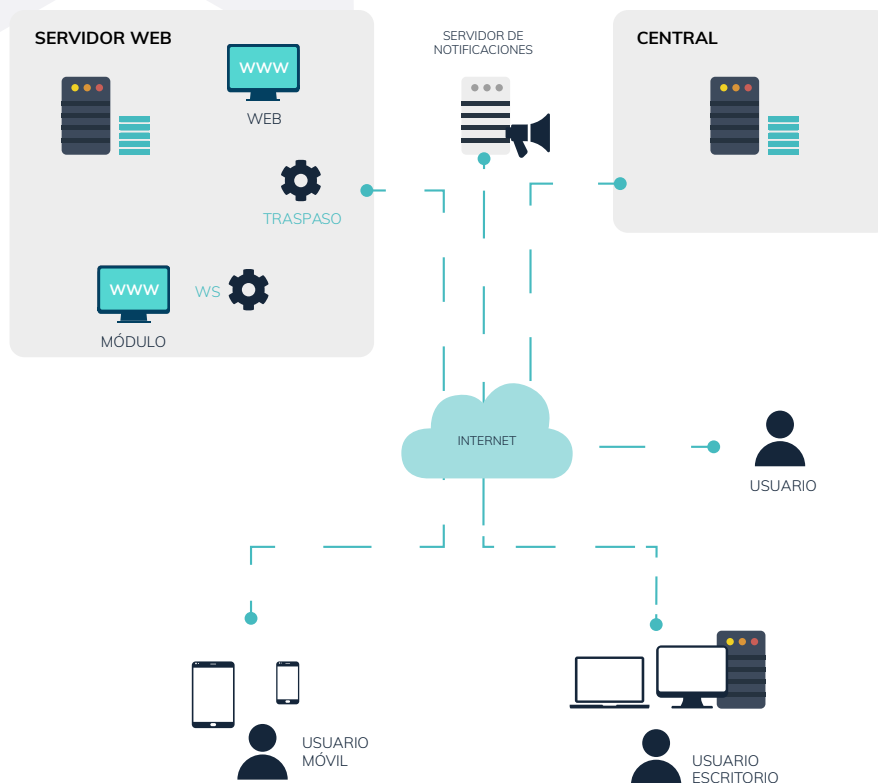 SERVIDOR WEB
WWW
WEB
SERVIDOR DE
NOTIFICACIONES
CENTRAL
TRASPASO
WWW
WS
MÓDULO
INTERNET
USUARIO
USUARIO
MÓVIL
USUARIO
ESCRITORIO